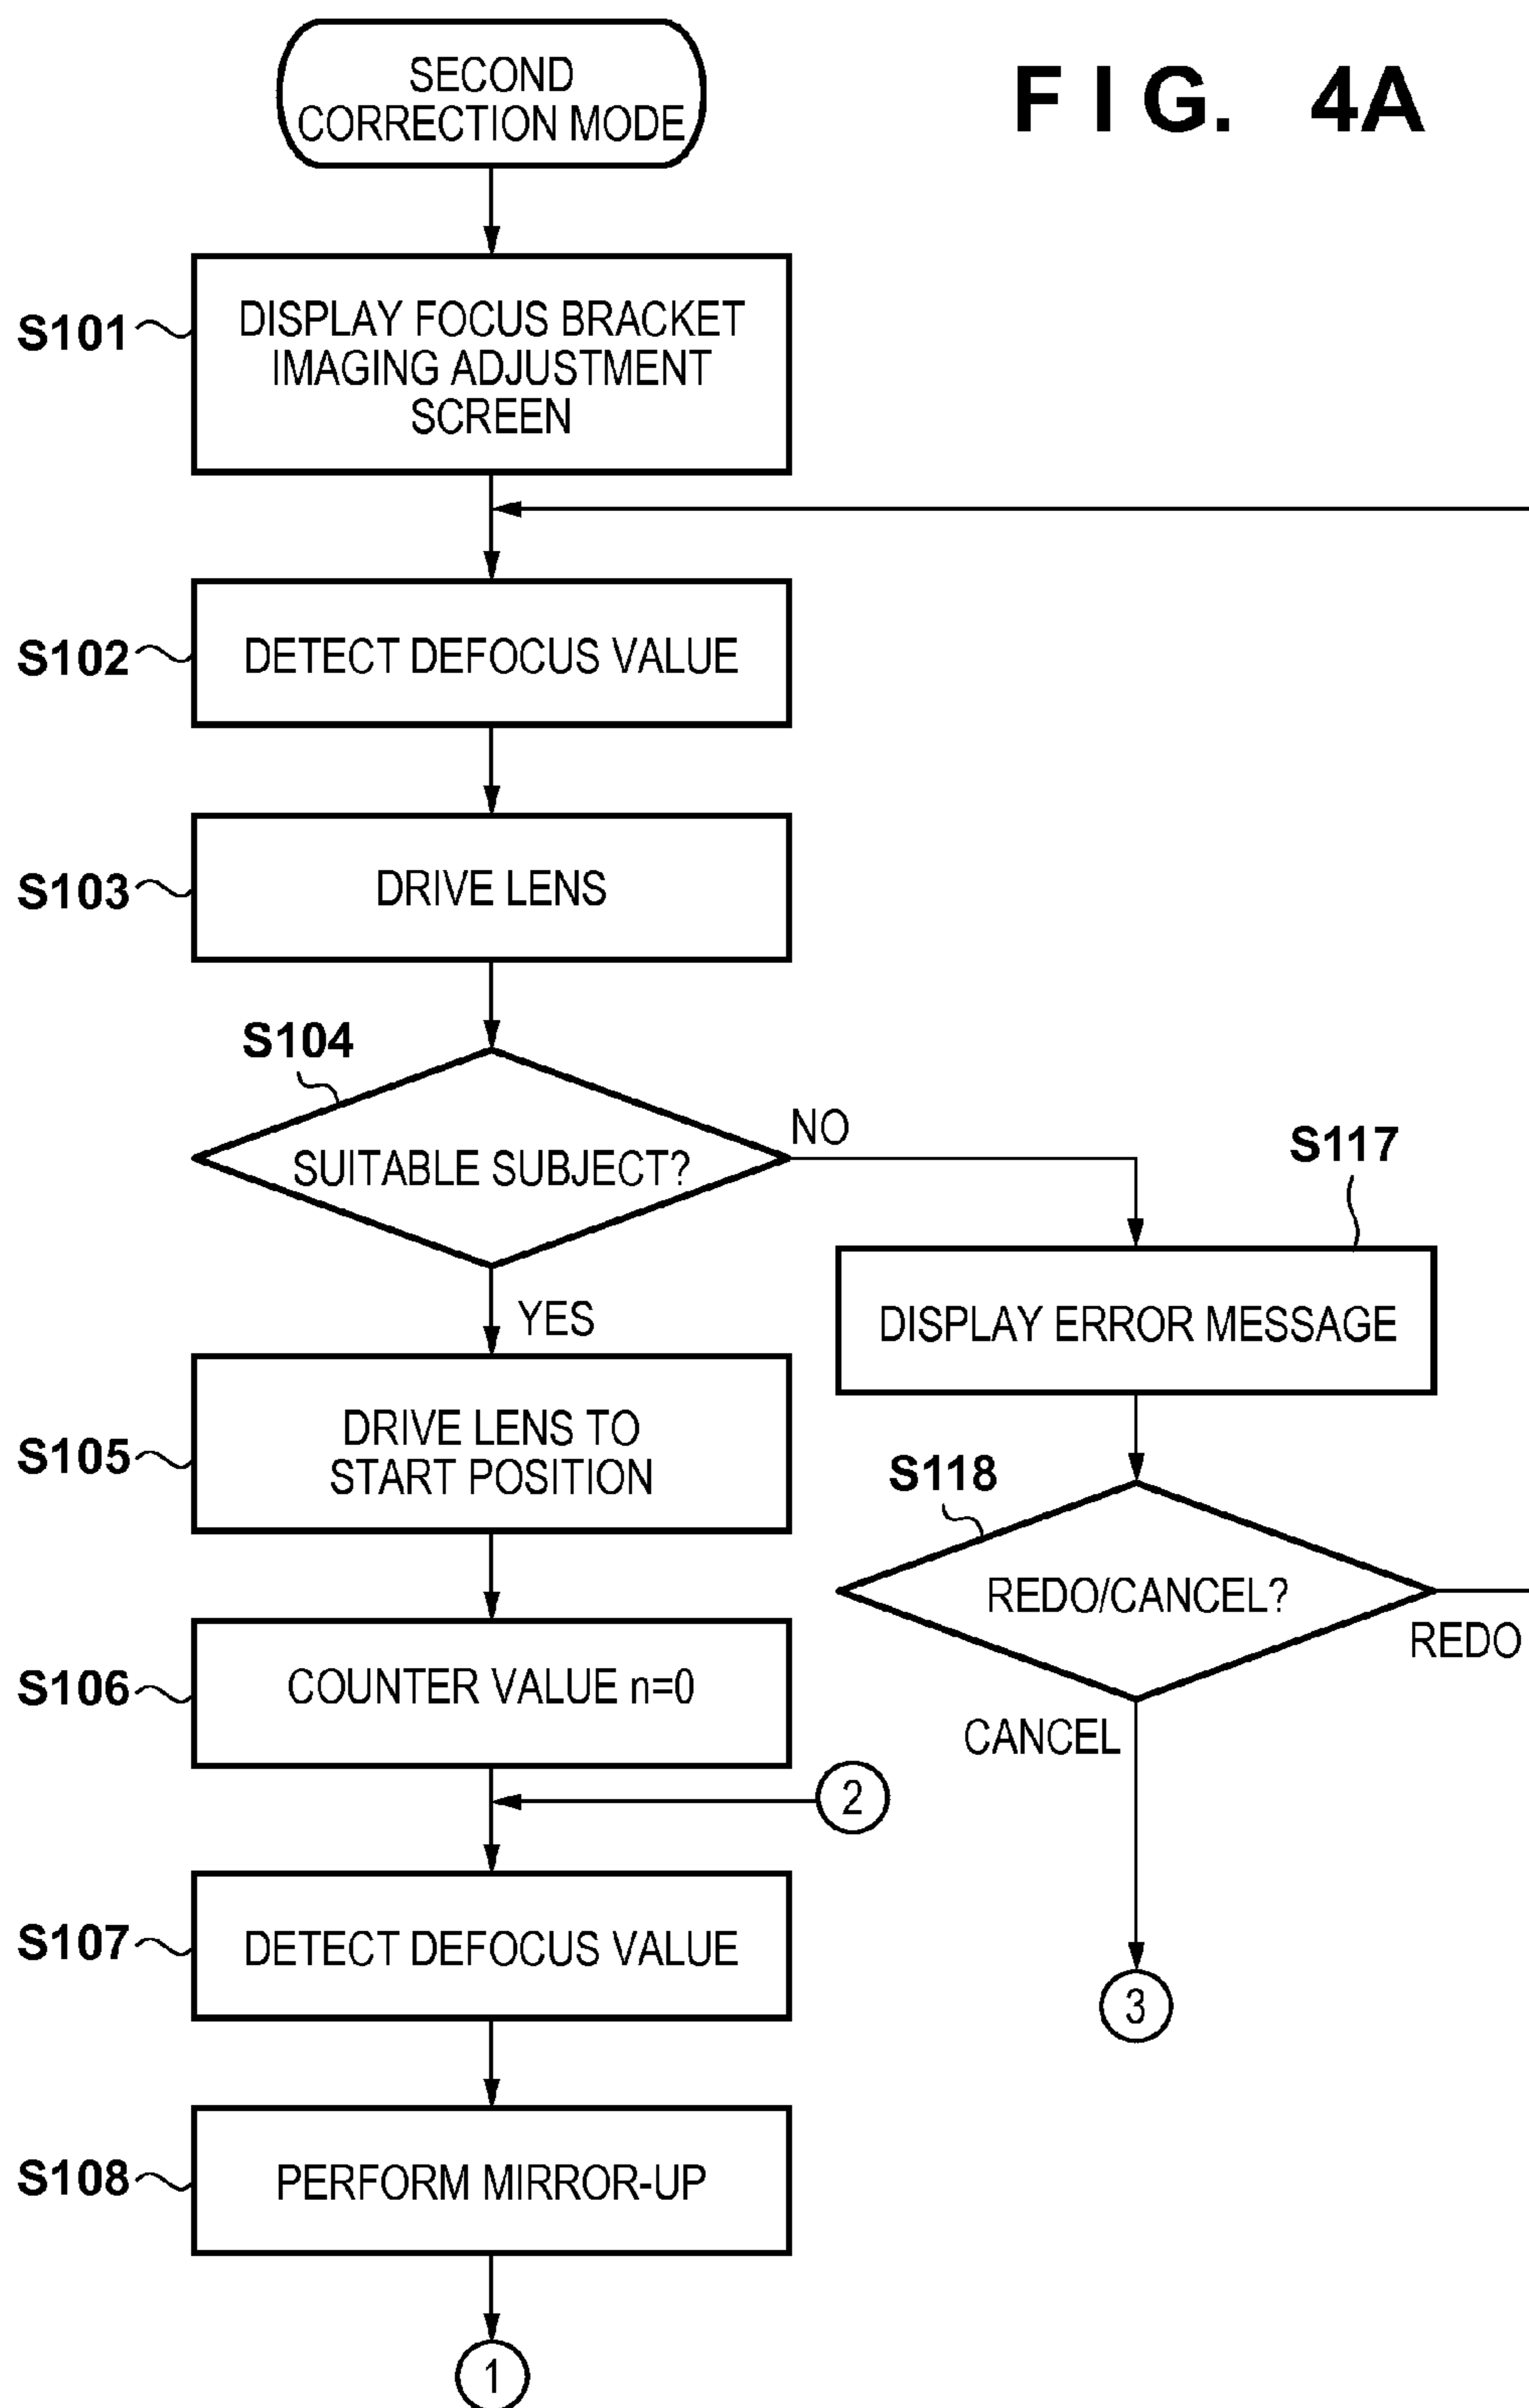 FIG. 4A
SECOND
CORRECTION MODE
S101
DISPLAY FOCUS BRACKET
IMAGING ADJUSTMENT
SCREEN
S102
DETECT DEFOCUS VALUE
S103
DRIVE LENS
S104
SUITABLE SUBJECT?
NO
YES
S117
DISPLAY ERROR MESSAGE
S105
DRIVE LENS TO
START POSITION
S118
REDO/CANCEL?
REDO
CANCEL
S106
COUNTER VALUE n=0
2
S107
DETECT DEFOCUS VALUE
3
S108
PERFORM MIRROR-UP
1